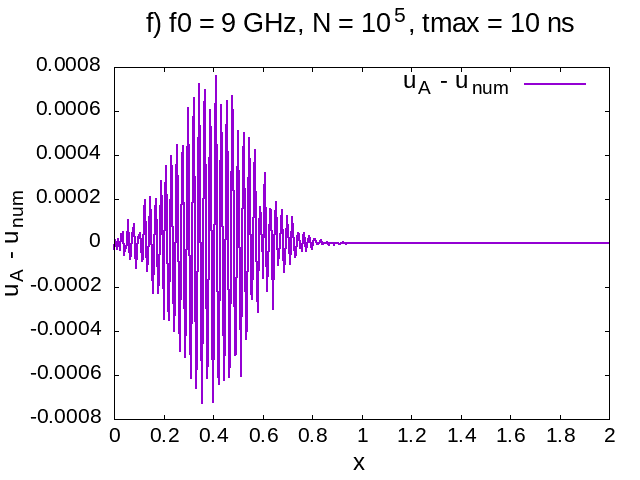 f) f0 = 9 GHz, N = 10⁵, tmax = 10 ns
0.0008
0.0006
0.0004
0.0002
0
-0.0002
-0.0004
-0.0006
-0.0008
u_A - u_num
u_A - u_num
0 0.2 0.4 0.6 0.8 1 1.2 1.4 1.6 1.8 2
x